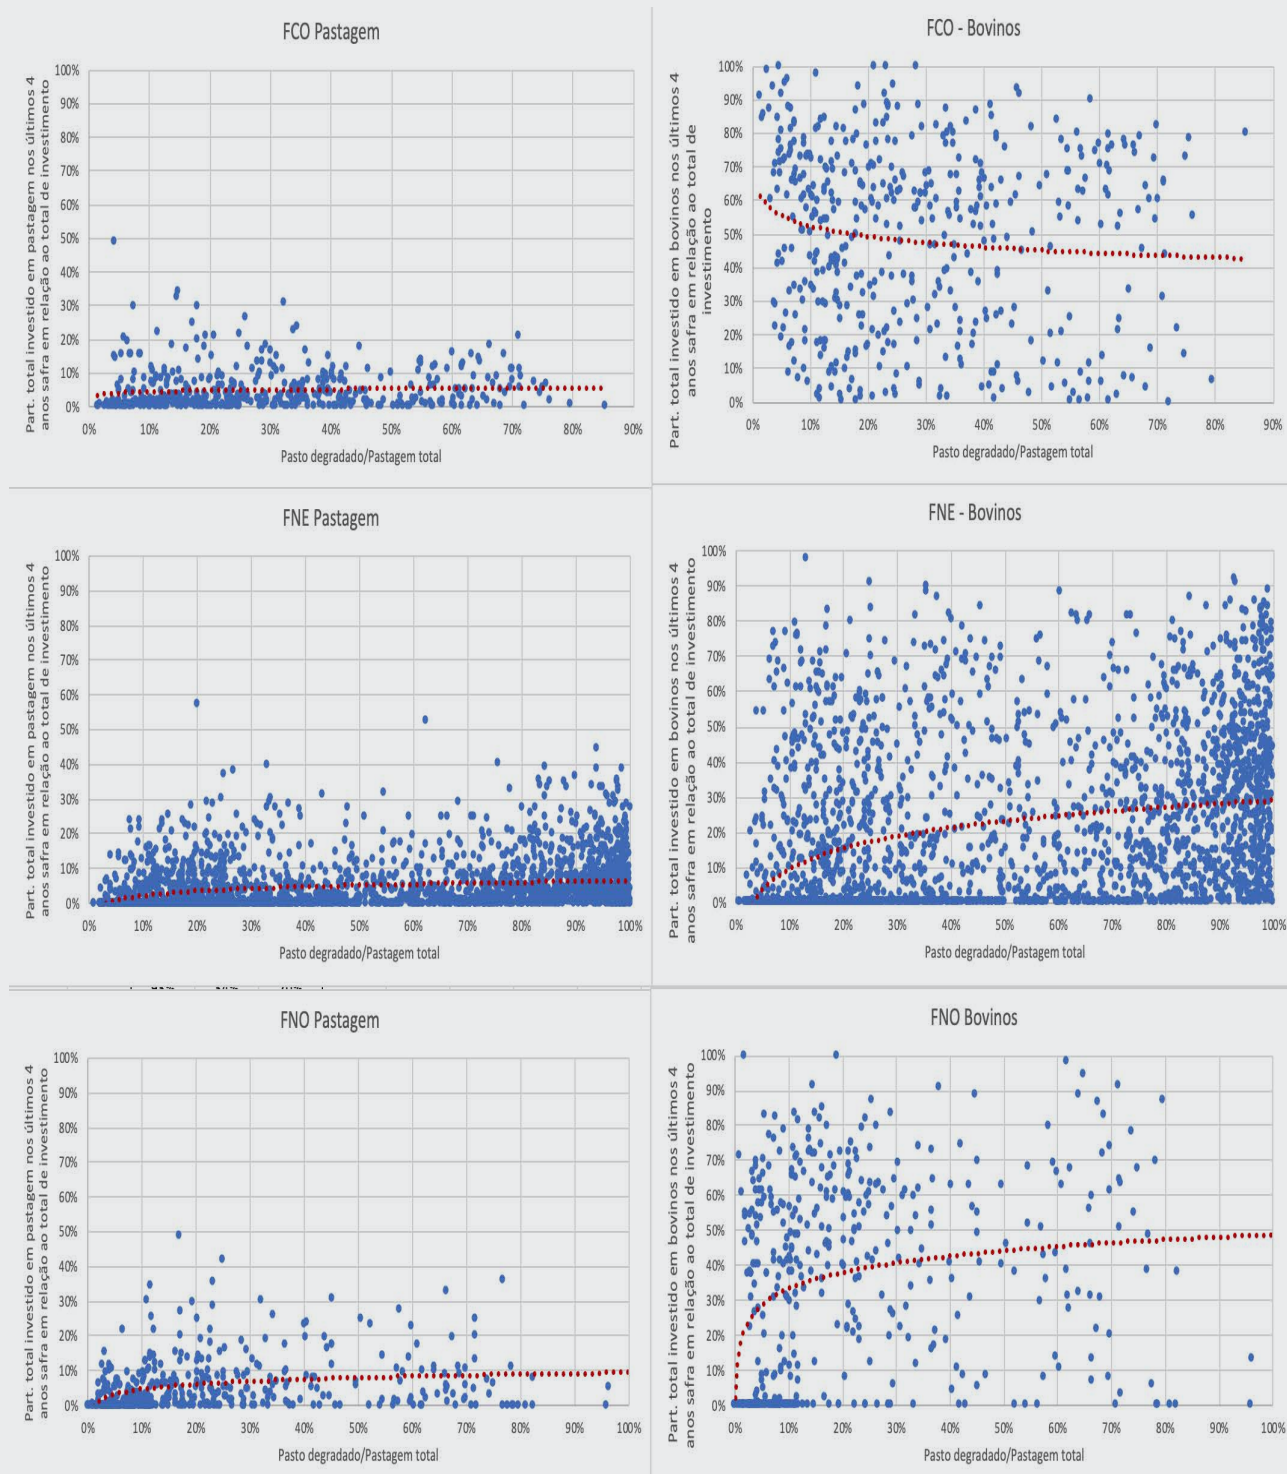 FCO Pastagem
Part. total investido em pastagem nos últimos 4
anos safra em relação ao total de investimento
100%
90%
80%
70%
60%
50%
40%
30%
20%
10%
0%
0% 10% 20% 30% 40% 50% 60% 70% 80% 90%
Pasto degradado/Pastagem total
FCO - Bovinos
Part. total investido em bovinos nos últimos 4
anos safra em relação ao total de
investimento
100%
90%
80%
70%
60%
50%
40%
30%
20%
10%
0%
0% 10% 20% 30% 40% 50% 60% 70% 80% 90%
Pasto degradado/Pastagem total
FNE Pastagem
Part. total investido em pastagem nos últimos 4
anos safra em relação ao total de investimento
100%
90%
80%
70%
60%
50%
40%
30%
20%
10%
0%
0% 10% 20% 30% 40% 50% 60% 70% 80% 90% 100%
Pasto degradado/Pastagem total
FNE - Bovinos
Part. total investido em bovinos nos últimos 4
anos safra em relação ao total de investimento
100%
90%
80%
70%
60%
50%
40%
30%
20%
10%
0%
0% 10% 20% 30% 40% 50% 60% 70% 80% 90% 100%
Pasto degradado/Pastagem total
FNO Pastagem
Part. total investido em pastagem nos últimos 4
anos safra em relação ao total de investimento
100%
90%
80%
70%
60%
50%
40%
30%
20%
10%
0%
0% 10% 20% 30% 40% 50% 60% 70% 80% 90% 100%
Pasto degradado/Pastagem total
FNO Bovinos
Part. total investido em bovinos nos últimos 4
anos safra em relação ao total de investimento
100%
90%
80%
70%
60%
50%
40%
30%
20%
10%
0%
0% 10% 20% 30% 40% 50% 60% 70% 80% 90% 100%
Pasto degradado/Pastagem total